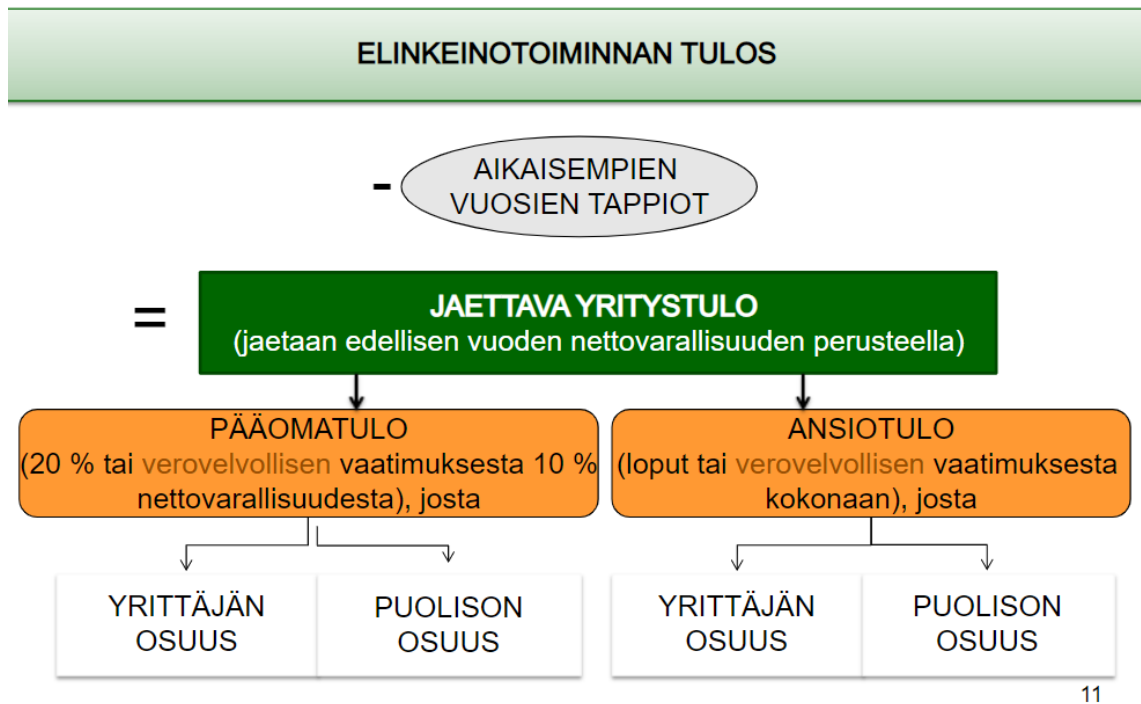 ELINKEINOTOIMINNAN TULOS
- AIKAISEMPIEN
VUOSIEN TAPPIOT
= JAETTAVA YRITYSTULO
(jaetaan edellisen vuoden nettovarallisuuden perusteella)
PÄÄOMATULO
(20 % tai verovelvollisen vaatimuksesta 10 %
nettovarallisuudesta), josta
ANSIOTULO
(loput tai verovelvollisen vaatimuksesta
kokonaan), josta
YRITTÄJÄN
OSUUS
PUOLISON
OSUUS
YRITTÄJÄN
OSUUS
PUOLISON
OSUUS
11